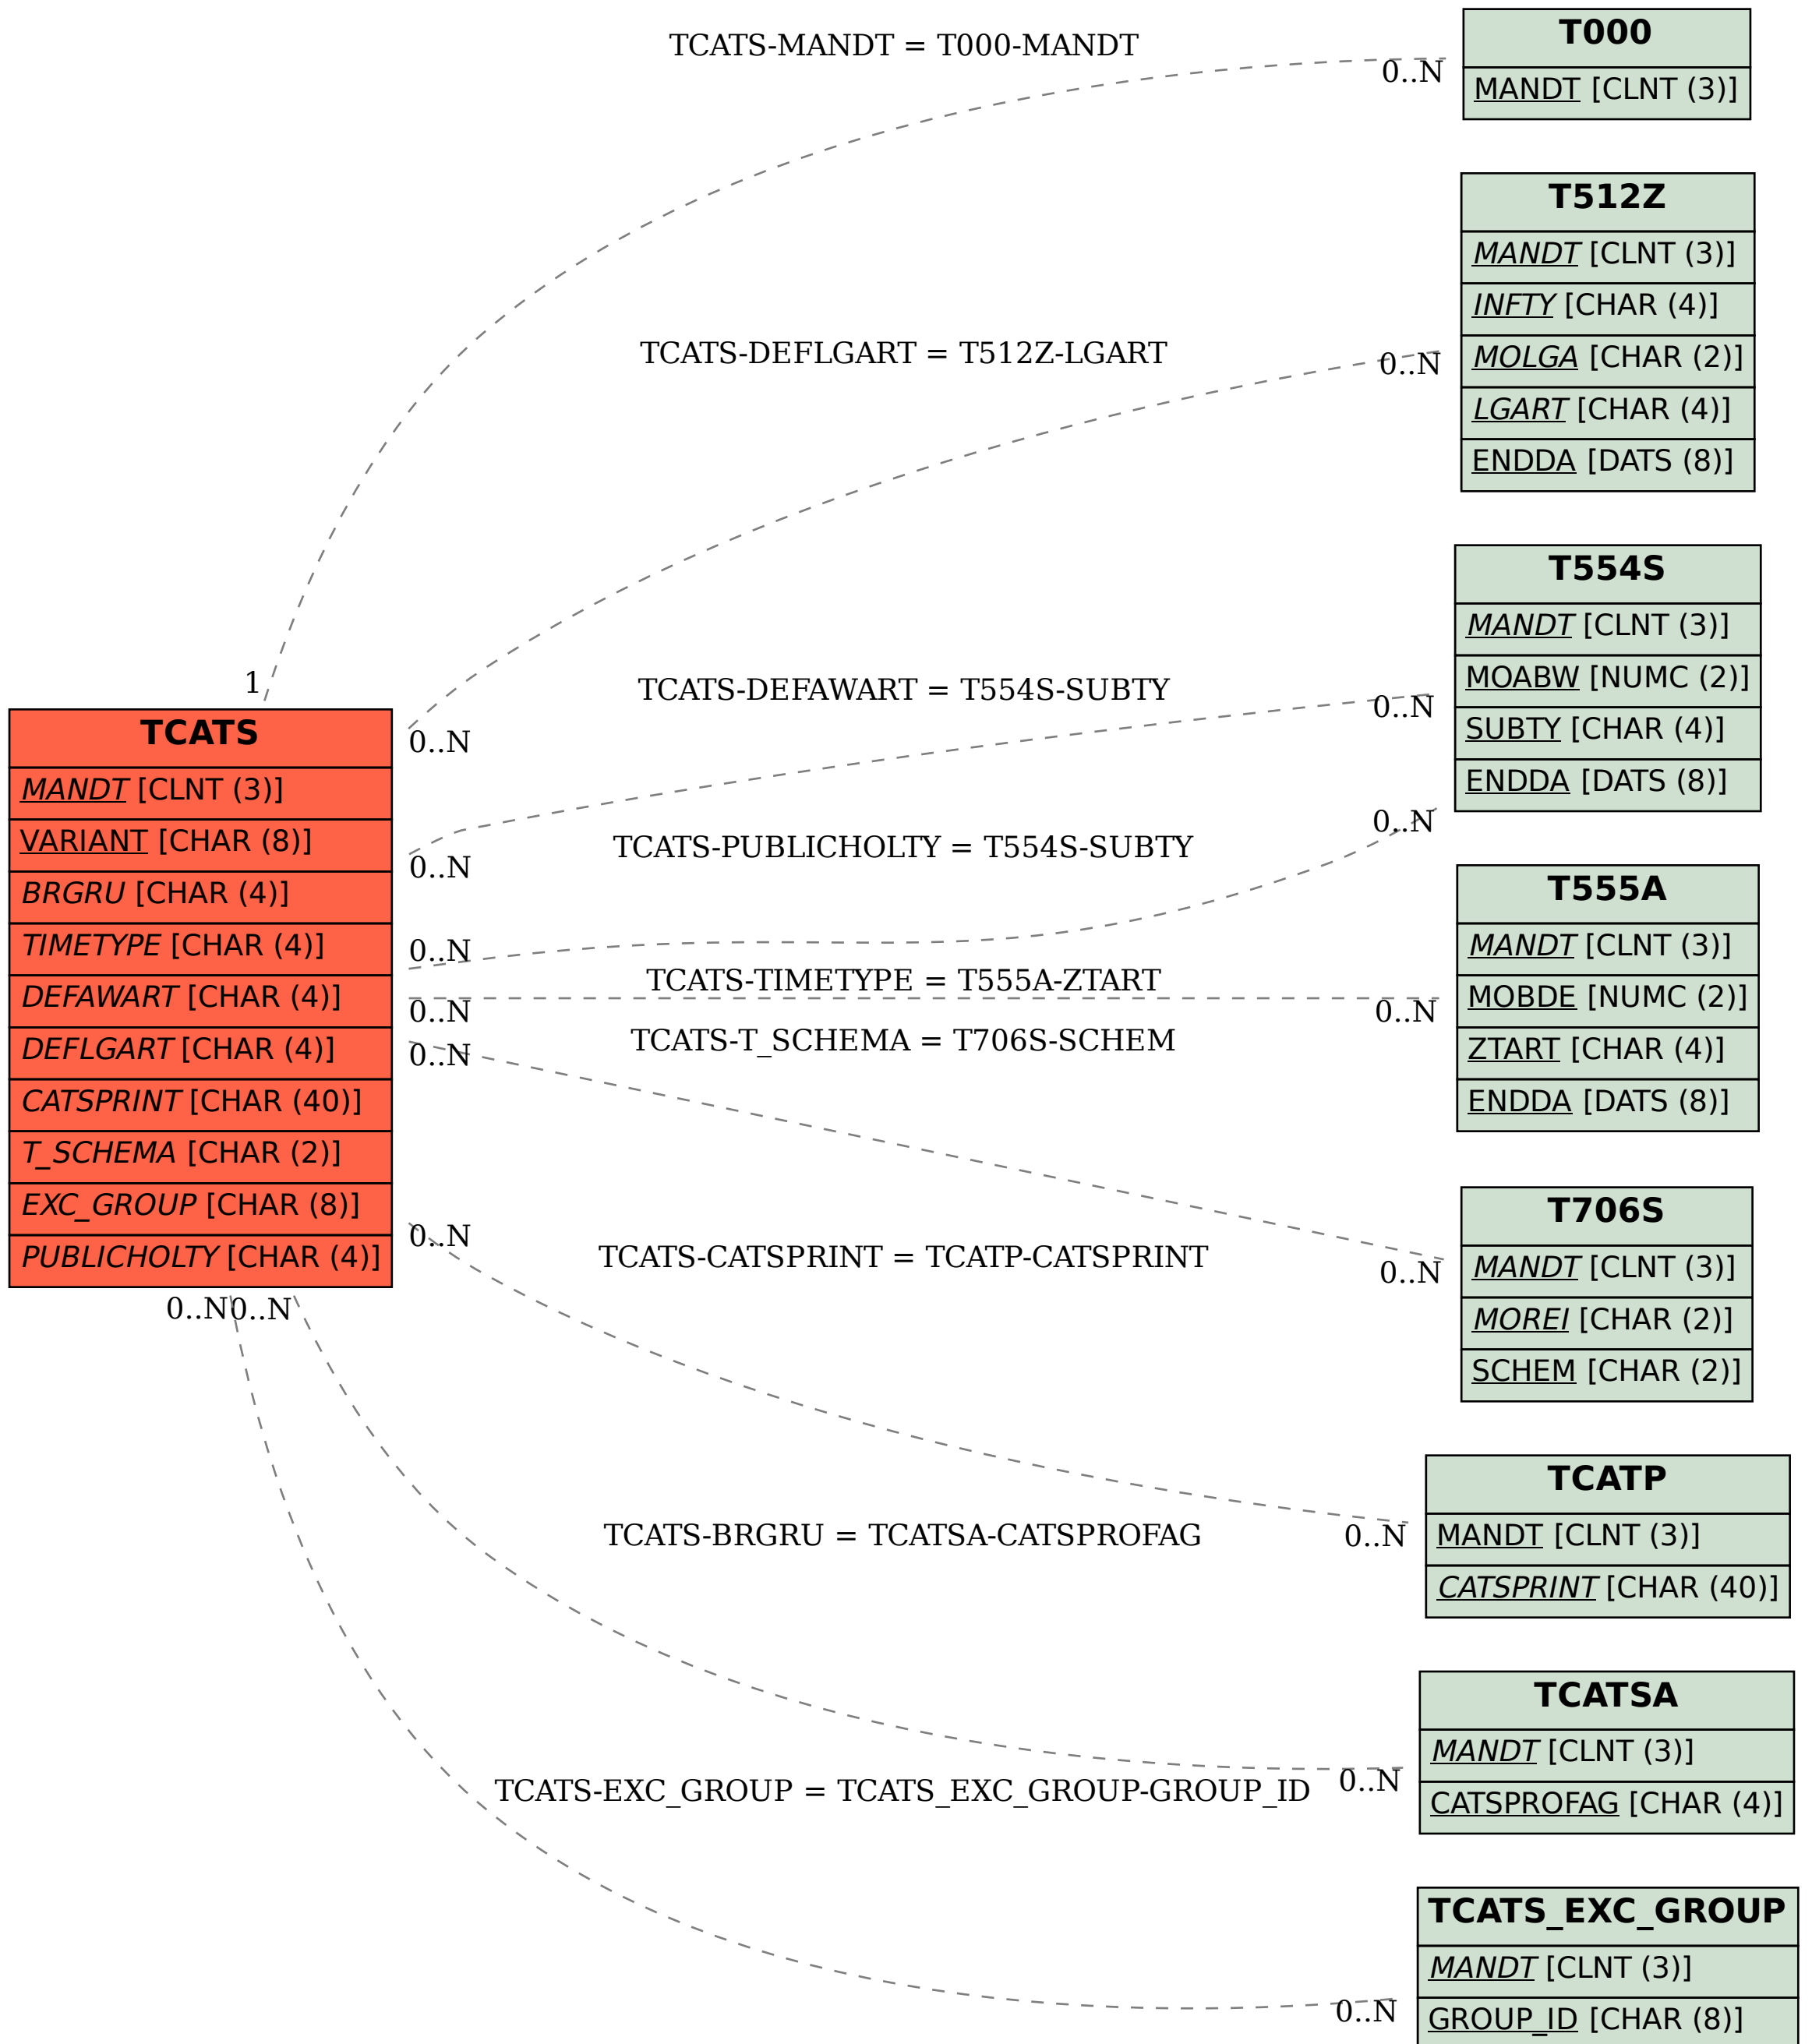 TCATS-MANDT = T000-MANDT
0..N
1
T000
MANDT [CLNT (3)]
T512Z
MANDT [CLNT (3)]
INFTY [CHAR (4)]
MOLGA [CHAR (2)]
LGART [CHAR (4)]
ENDDA [DATS (8)]
TCATS-DEFLGART = T512Z-LGART
0..N
0..N
T554S
MANDT [CLNT (3)]
MOABW [NUMC (2)]
SUBTY [CHAR (4)]
ENDDA [DATS (8)]
TCATS-DEFAWART = T554S-SUBTY
0..N
0..N
TCATS-PUBLICHOLTY = T554S-SUBTY
0..N
0..N
TCATS
MANDT [CLNT (3)]
VARIANT [CHAR (8)]
BRGRU [CHAR (4)]
TIMETYPE [CHAR (4)]
DEFAWART [CHAR (4)]
DEFLGART [CHAR (4)]
CATSPRINT [CHAR (40)]
T_SCHEMA [CHAR (2)]
EXC_GROUP [CHAR (8)]
PUBLICHOLTY [CHAR (4)]
T555A
MANDT [CLNT (3)]
MOBDE [NUMC (2)]
ZTART [CHAR (4)]
ENDDA [DATS (8)]
TCATS-TIMETYPE = T555A-ZTART
0..N
0..N
TCATS-T_SCHEMA = T706S-SCHEM
0..N
0..N
T706S
MANDT [CLNT (3)]
MOREI [CHAR (2)]
SCHEM [CHAR (2)]
TCATS-CATSPRINT = TCATP-CATSPRINT
0..N
0..N
TCATP
MANDT [CLNT (3)]
CATSPRINT [CHAR (40)]
0..N
0..N
TCATS-BRGRU = TCATSA-CATSPROFAG
0..N
TCATSA
MANDT [CLNT (3)]
CATSPROFAG [CHAR (4)]
TCATS-EXC_GROUP = TCATS_EXC_GROUP-GROUP_ID
0..N
TCATS_EXC_GROUP
MANDT [CLNT (3)]
GROUP_ID [CHAR (8)]